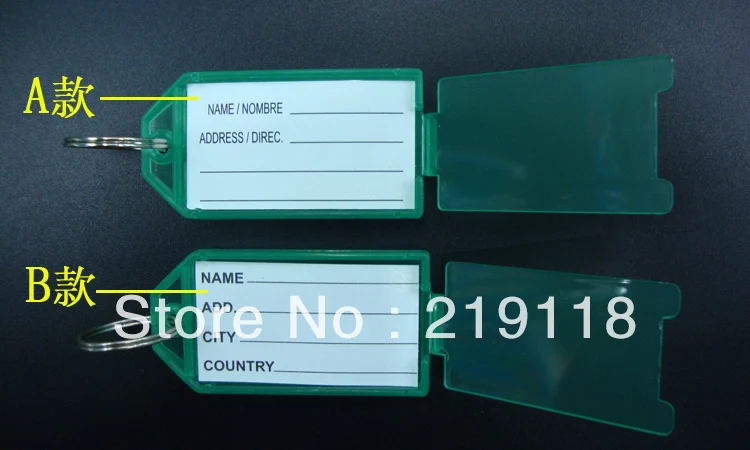 A款
NAME / NOMBRE
ADDRESS / DIREC.
B款
NAME
ADD.
Store No : 219118
CITY
COUNTRY